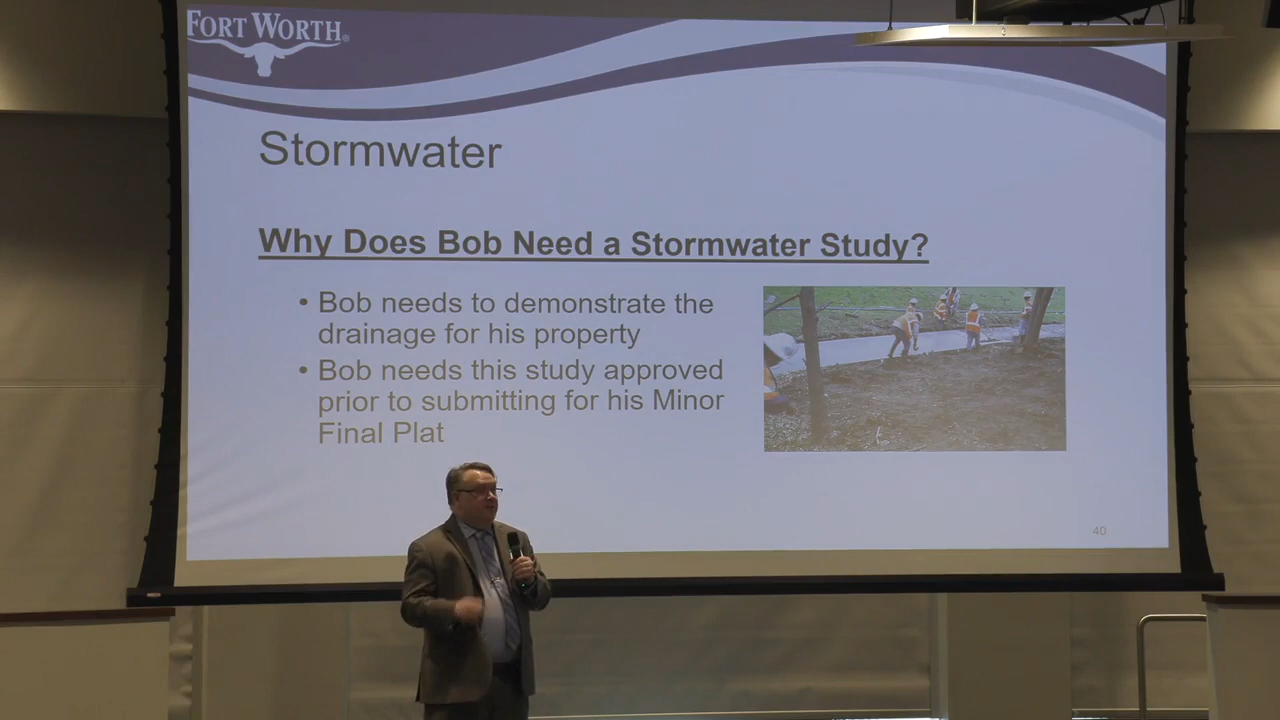 FORT WORTH®
Stormwater
Why Does Bob Need a Stormwater Study?
• Bob needs to demonstrate the
drainage for his property
• Bob needs this study approved
prior to submitting for his Minor
Final Plat
40